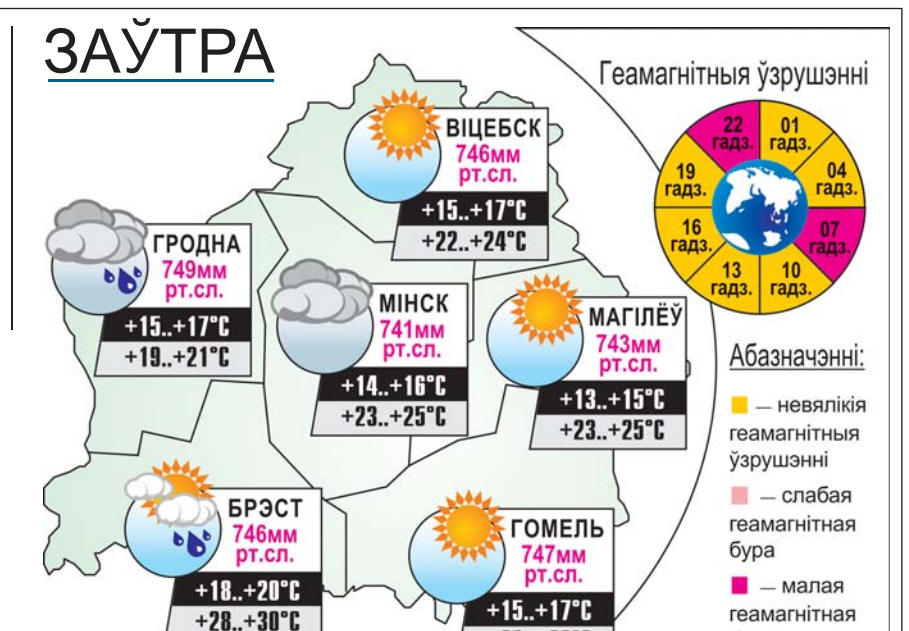 ЗАЎТРА
Геамагнітныя ўзрушэнні
22
гадз.
01
гадз.
04
гадз.
07
гадз.
10
гадз.
13
гадз.
16
гадз.
19
гадз.
ВІЦЕБСК
746мм
рт.сл.
+15..+17°C
+22..+24°C
ГРОДНА
749мм
рт.сл.
+15..+17°C
+19..+21°C
МІНСК
741мм
рт.сл.
+14..+16°C
+23..+25°C
МАГІЛЁЎ
743мм
рт.сл.
+13..+15°C
+23..+25°C
БРЭСТ
746мм
рт.сл.
+18..+20°C
+28..+30°C
ГОМЕЛЬ
747мм
рт.сл.
+15..+17°C
Абазначэнні:
— невялікія
геамагнітныя
ўзрушэнні
— слабая
геамагнітная
бура
— малая
геамагнітная